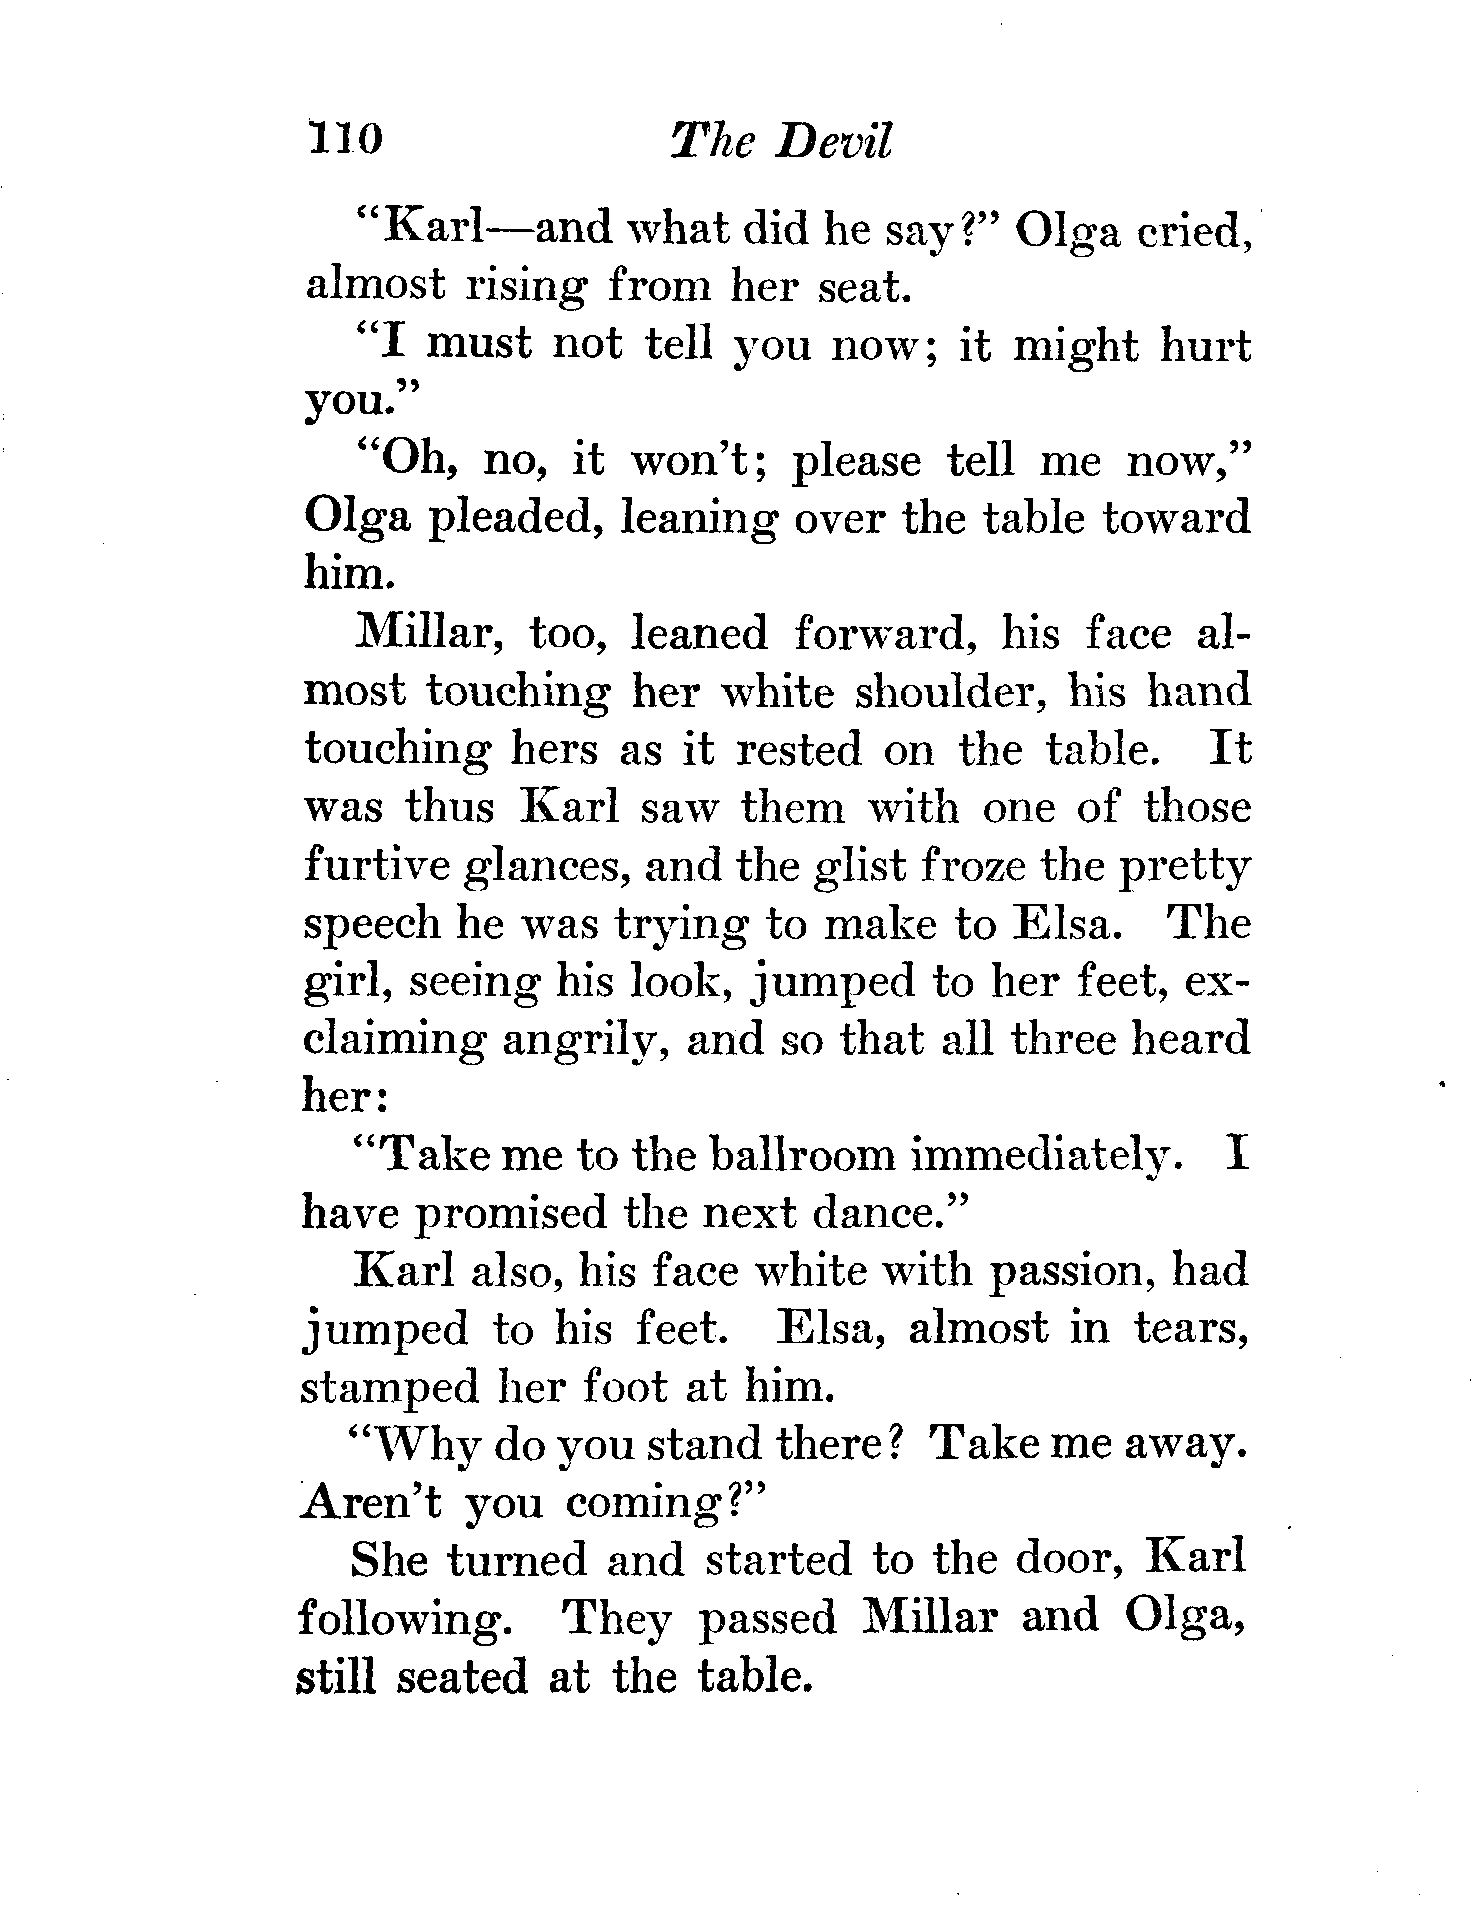 110 The Devil
“Karl—and what did he say?” Olga cried,
almost rising from her seat.
“I must not tell you now; it might hurt
you.”
“Oh, no, it won’t; please tell me now,”
Olga pleaded, leaning over the table toward
him.
Millar, too, leaned forward, his face al-
most touching her white shoulder, his hand
touching hers as it rested on the table. It
was thus Karl saw them with one of those
furtive glances, and the glist froze the pretty
speech he was trying to make to Elsa. The
girl, seeing his look, jumped to her feet, ex-
claiming angrily, and so that all three heard
her:
“Take me to the ballroom immediately. I
have promised the next dance.”
Karl also, his face white with passion, had
jumped to his feet. Elsa, almost in tears,
stamped her foot at him.
“Why do you stand there? Take me away.
Aren’t you coming?”
She turned and started to the door, Karl
following. They passed Millar and Olga,
still seated at the table.